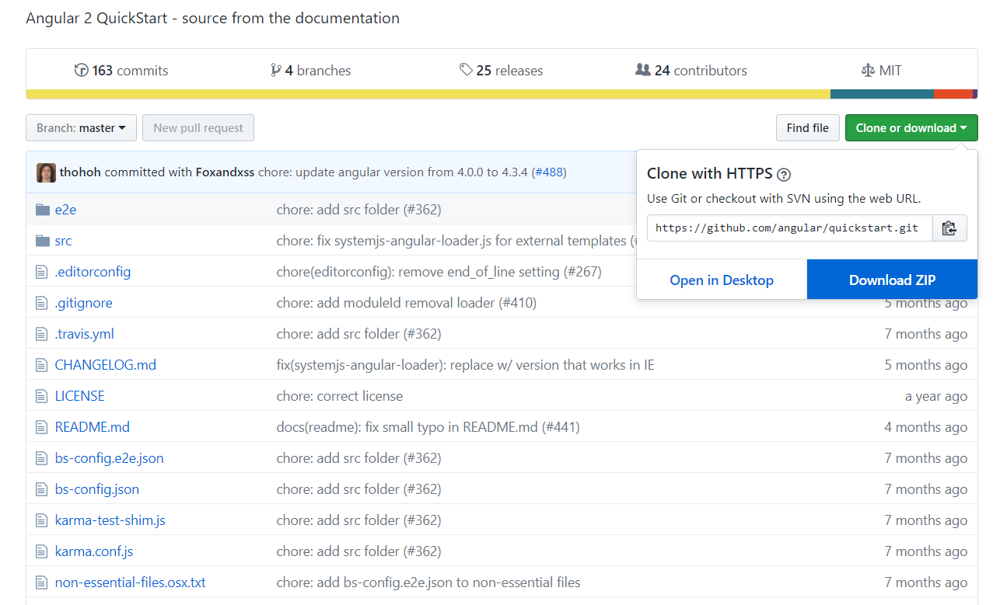 Angular 2 QuickStart - source from the documentation
163 commits 4 branches 25 releases 24 contributors MIT
Branch: master New pull request Find file Clone or download
thohoh committed with Foxandxss chore: update angular version from 4.0.0 to 4.3.4 (#488)
Clone with HTTPS ?
Use Git or checkout with SVN using the web URL.
https://github.com/angular/quickstart.git
Open in Desktop Download ZIP
e2e chore: add src folder (#362)
src chore: fix systemjs-angular-loader.js for external templates (#
.editorconfig chore(editorconfig): remove end_of_line setting (#267)
.gitignore chore: add moduleId removal loader (#410) 5 months ago
.travis.yml chore: add src folder (#362) 7 months ago
CHANGELOG.md fix(systemjs-angular-loader): replace w/ version that works in IE 5 months ago
LICENSE chore: correct license a year ago
README.md docs(readme): fix small typo in README.md (#441) 4 months ago
bs-config.e2e.json chore: add src folder (#362) 7 months ago
bs-config.json chore: add src folder (#362) 7 months ago
karma-test-shim.js chore: add src folder (#362) 7 months ago
karma.conf.js chore: add src folder (#362) 7 months ago
non-essential-files.osx.txt chore: add bs-config.e2e.json to non-essential files 7 months ago